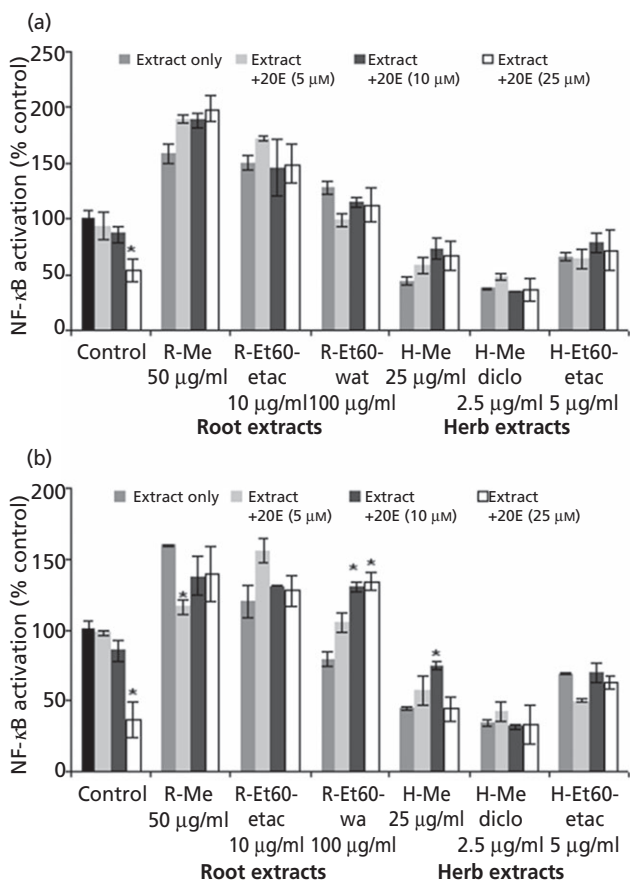 (a)
250
200
150
100
50
0
NF-κB activation (% control)
Extract only
Extract
+20E (5 μM)
Extract
+20E (10 μM)
Extract
+20E (25 μM)
*
Control
R-Me
50 μg/ml
R-Et60-
etac
10 μg/ml
R-Et60-
wat
100 μg/ml
H-Me
25 μg/ml
H-Me
diclo
2.5 μg/ml
H-Et60-
etac
5 μg/ml
Root extracts
Herb extracts
(b)
200
150
100
50
0
NF-κB activation (% control)
Extract only
Extract
+20E (5 μM)
Extract
+20E (10 μM)
Extract
+20E (25 μM)
*
*
*
*
*
Control
R-Me
50 μg/ml
R-Et60-
etac
10 μg/ml
R-Et60-
wa
100 μg/ml
H-Me
25 μg/ml
H-Me
diclo
2.5 μg/ml
H-Et60-
etac
5 μg/ml
Root extracts
Herb extracts